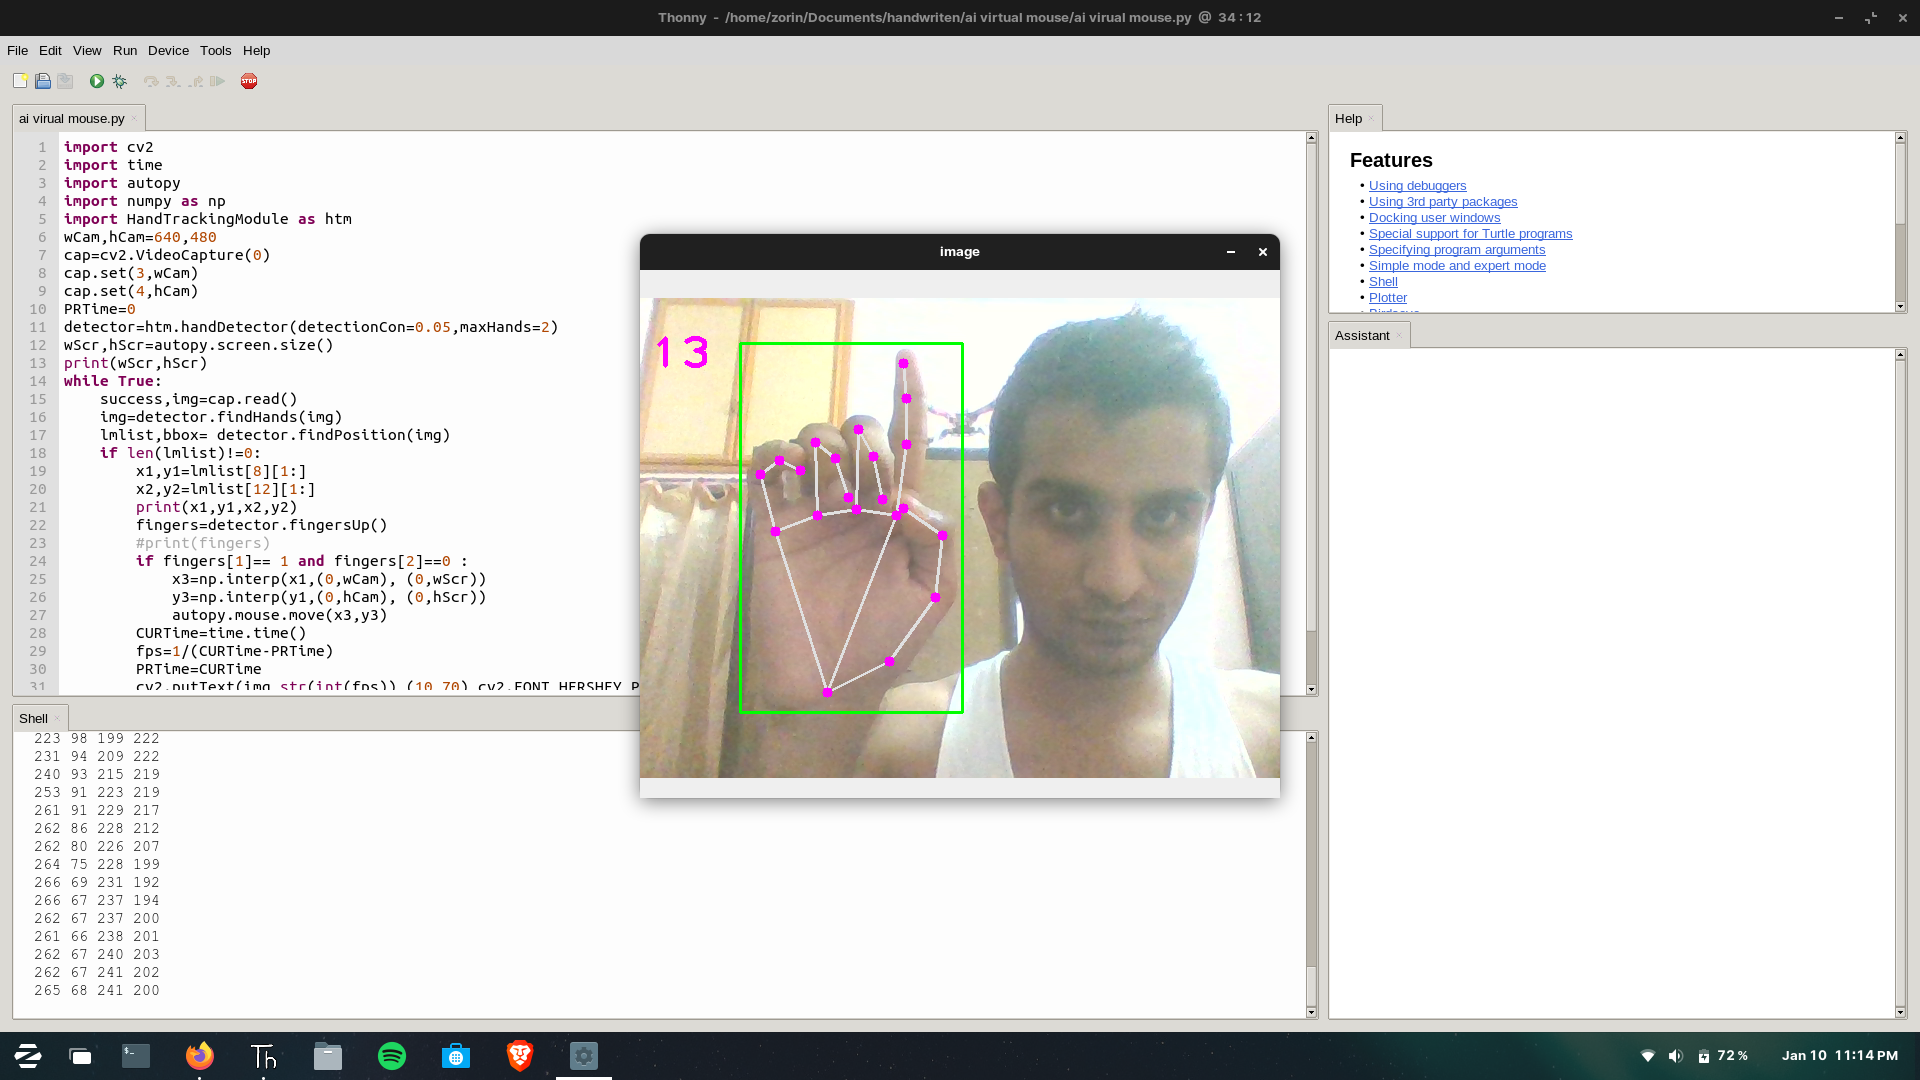 Thonny - /home/zorin/Documents/handwriten/ai virtual mouse/ai virual mouse.py @ 34 : 12
File Edit View Run Device Tools Help
STOP
ai virual mouse.py
1 import cv2
2 import time
3 import autopy
4 import numpy as np
5 import HandTrackingModule as htm
6 wCam,hCam=640,480
7 cap=cv2.VideoCapture(0)
8 cap.set(3,wCam)
9 cap.set(4,hCam)
10 PRTime=0
11 detector=htm.handDetector(detectionCon=0.05,maxHands=2)
12 wScr,hScr=autopy.screen.size()
13 print(wScr,hScr)
14 while True:
15 success,img=cap.read()
16 img=detector.findHands(img)
17 lmlist,bbox= detector.findPosition(img)
18 if len(lmlist)!=0:
19 x1,y1=lmlist[8][1:]
20 x2,y2=lmlist[12][1:]
21 print(x1,y1,x2,y2)
22 fingers=detector.fingersUp()
23 #print(fingers)
24 if fingers[1]== 1 and fingers[2]==0 :
25 x3=np.interp(x1,(0,wCam), (0,wScr))
26 y3=np.interp(y1,(0,hCam), (0,hScr))
27 autopy.mouse.move(x3,y3)
28 CURTime=time.time()
29 fps=1/(CURTime-PRTime)
30 PRTime=CURTime
31 cv2.putText(img,str(int(fps)),(10,70),cv2.FONT_HERSHEY_P
image
13
Help
Features
• Using debuggers
• Using 3rd party packages
• Docking user windows
• Special support for Turtle programs
• Specifying program arguments
• Simple mode and expert mode
• Shell
• Plotter
Assistant
Shell
223 98 199 222
231 94 209 222
240 93 215 219
253 91 223 219
261 91 229 217
262 86 228 212
262 80 226 207
264 75 228 199
266 69 231 192
266 67 237 194
262 67 237 200
261 66 238 201
262 67 240 203
262 67 241 202
265 68 241 200
Th
72 %
Jan 10 11:14 PM